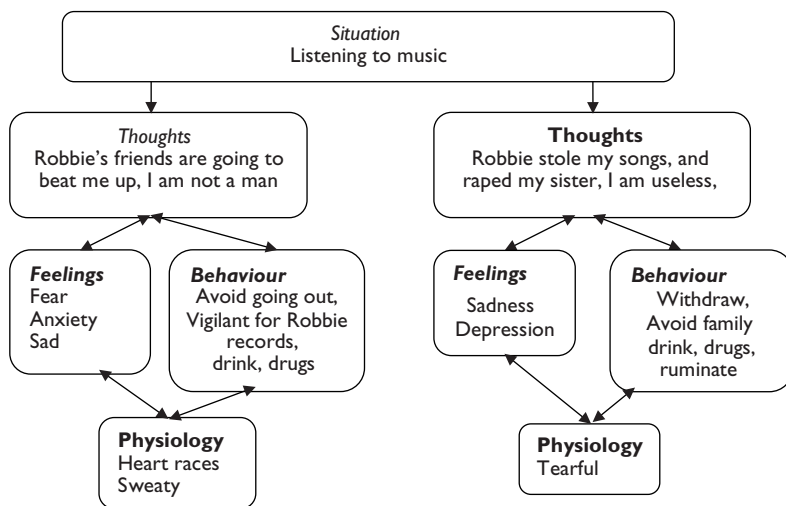 Situation
Listening to music
Thoughts
Robbie's friends are going to
beat me up, I am not a man
Thoughts
Robbie stole my songs, and
raped my sister, I am useless,
Feelings
Fear
Anxiety
Sad
Behaviour
Avoid going out,
Vigilant for Robbie
records,
drink, drugs
Feelings
Sadness
Depression
Behaviour
Withdraw,
Avoid family
drink, drugs,
ruminate
Physiology
Heart races
Sweaty
Physiology
Tearful